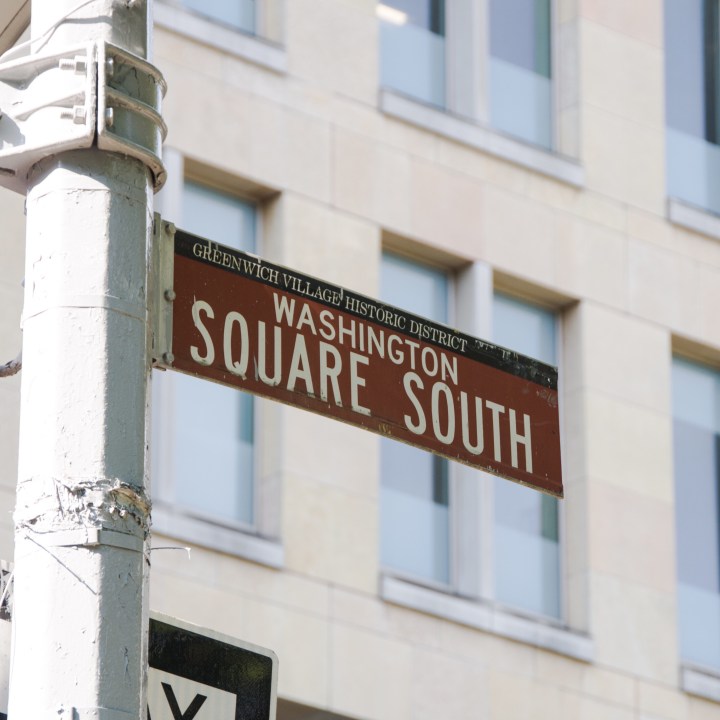 GREENWICH VILLAGE HISTORIC DISTRICT
WASHINGTON
SQUARE SOUTH